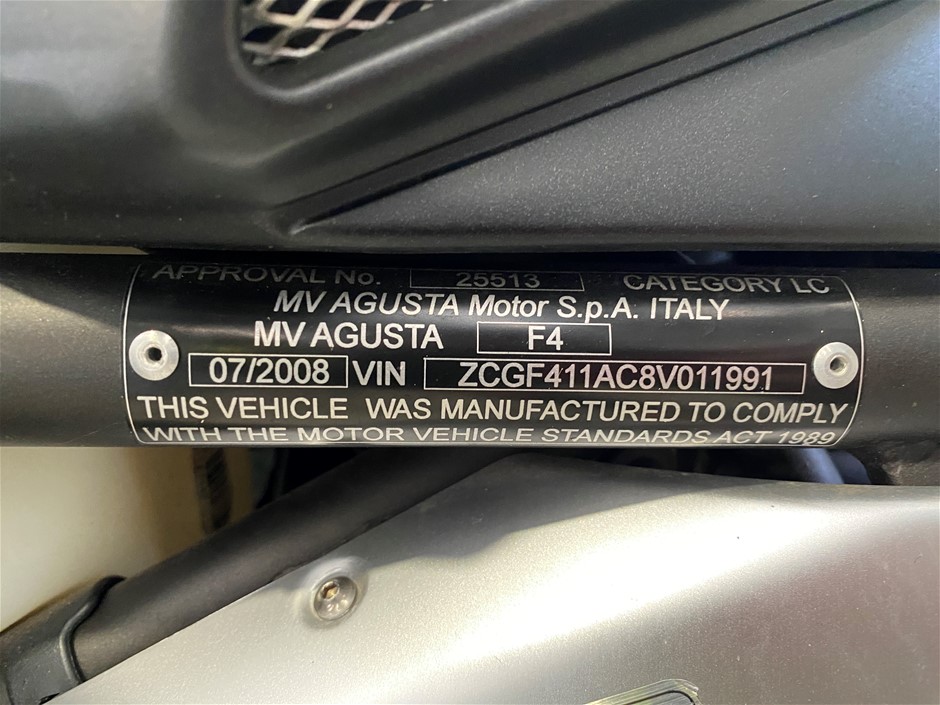 APPROVAL No. 25513 CATEGORY LC
MV AGUSTA Motor S.p.A. ITALY
MV AGUSTA F4
07/2008 VIN ZCGF411AC8V011991
THIS VEHICLE WAS MANUFACTURED TO COMPLY
WITH THE MOTOR VEHICLE STANDARDS ACT 1989